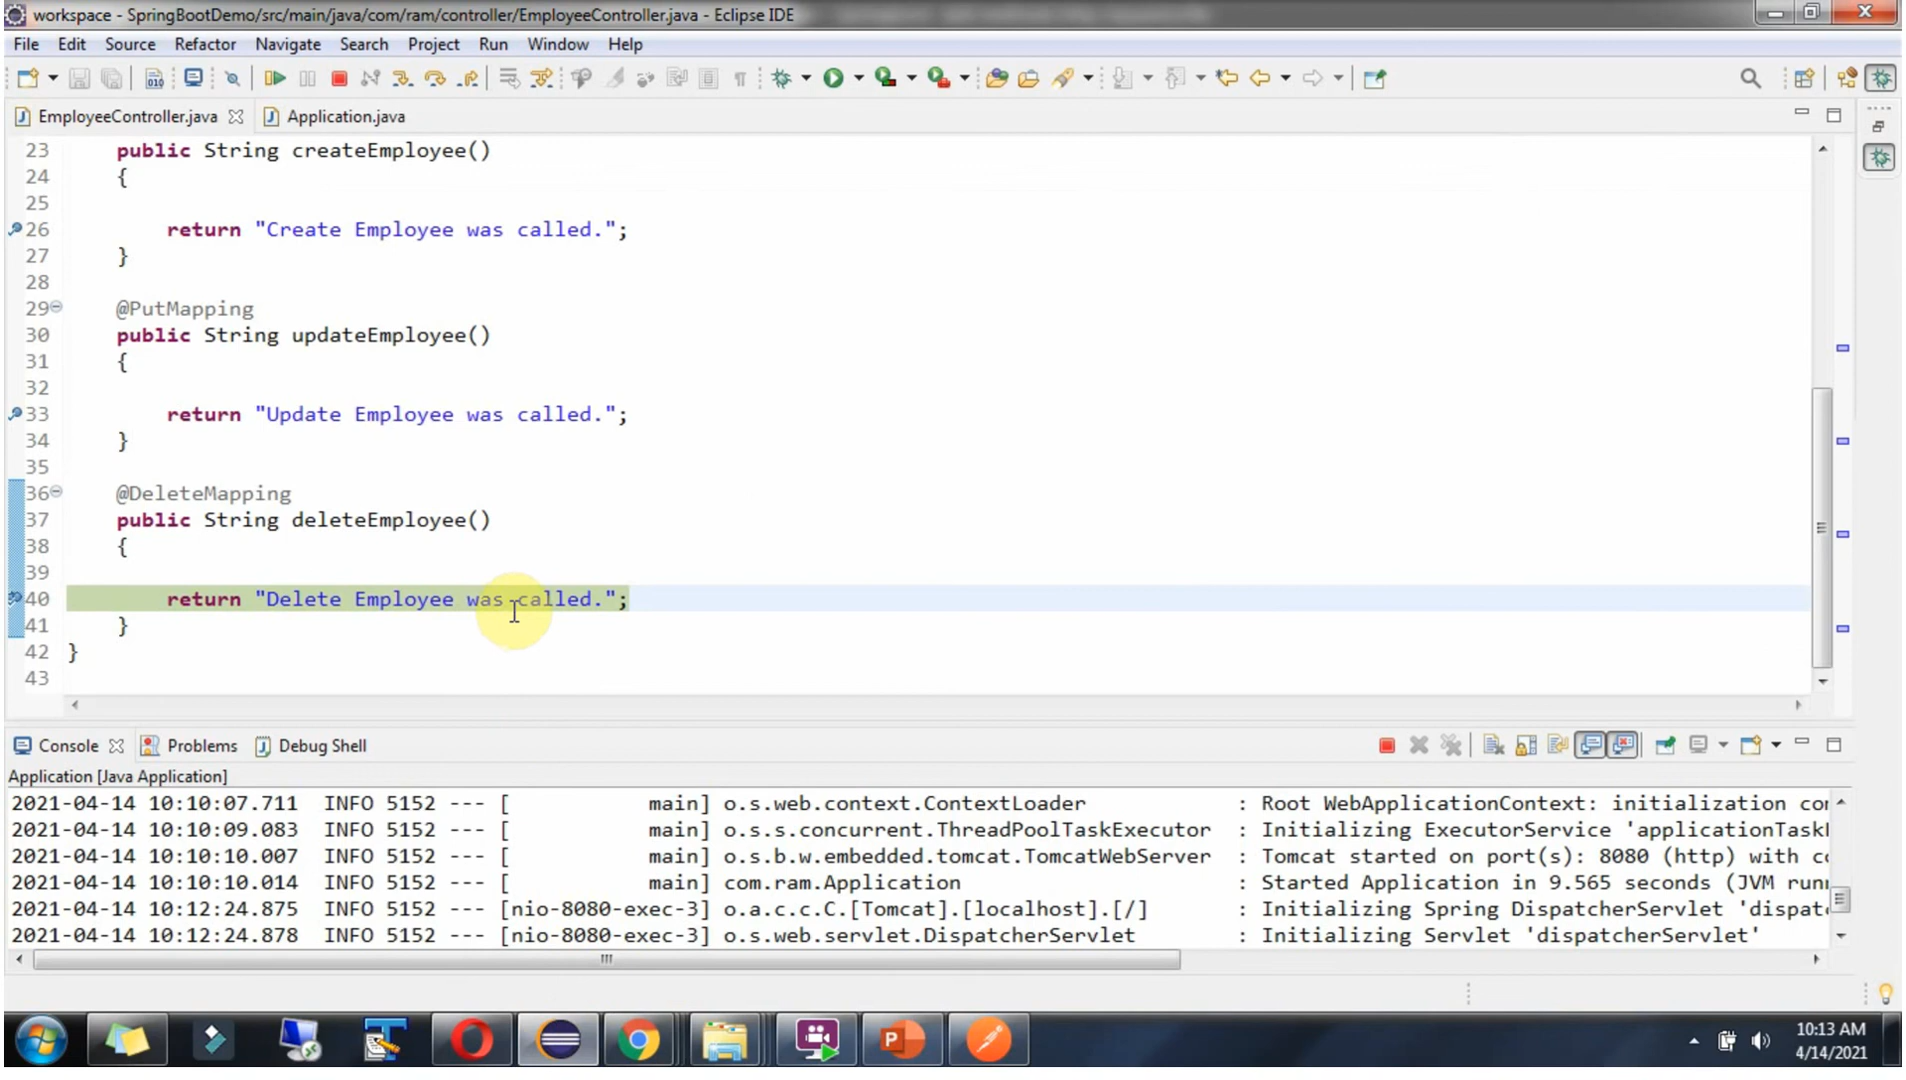 workspace - SpringBootDemo/src/main/java/com/ram/controller/EmployeeController.java - Eclipse IDE
File Edit Source Refactor Navigate Search Project Run Window Help
EmployeeController.java Application.java
23 public String createEmployee()
24 {
25
26 return "Create Employee was called.";
27 }
28
29 @PutMapping
30 public String updateEmployee()
31 {
32
33 return "Update Employee was called.";
34 }
35
36 @DeleteMapping
37 public String deleteEmployee()
38 {
39
40 return "Delete Employee was called.";
41 }
42 }
43
Console Problems Debug Shell
Application [Java Application]
2021-04-14 10:10:07.711 INFO 5152 --- [ main] o.s.web.context.ContextLoader : Root WebApplicationContext: initialization
2021-04-14 10:10:09.083 INFO 5152 --- [ main] o.s.s.concurrent.ThreadPoolTaskExecutor : Initializing ExecutorService
2021-04-14 10:10:10.007 INFO 5152 --- [ main] o.s.b.w.embedded.tomcat.TomcatWebServer : Tomcat started on port(s): 8080 (http) with
2021-04-14 10:10:10.014 INFO 5152 --- [ main] com.ram.Application : Started Application in 9.565 seconds (JVM
2021-04-14 10:12:24.875 INFO 5152 --- [nio-8080-exec-3] o.a.c.c.C.[Tomcat].[localhost].[/] : Initializing Spring DispatcherServlet
2021-04-14 10:12:24.878 INFO 5152 --- [nio-8080-exec-3] o.s.web.servlet.DispatcherServlet : Initializing Servlet 'dispatcherServlet'
10:13 AM
4/14/2021